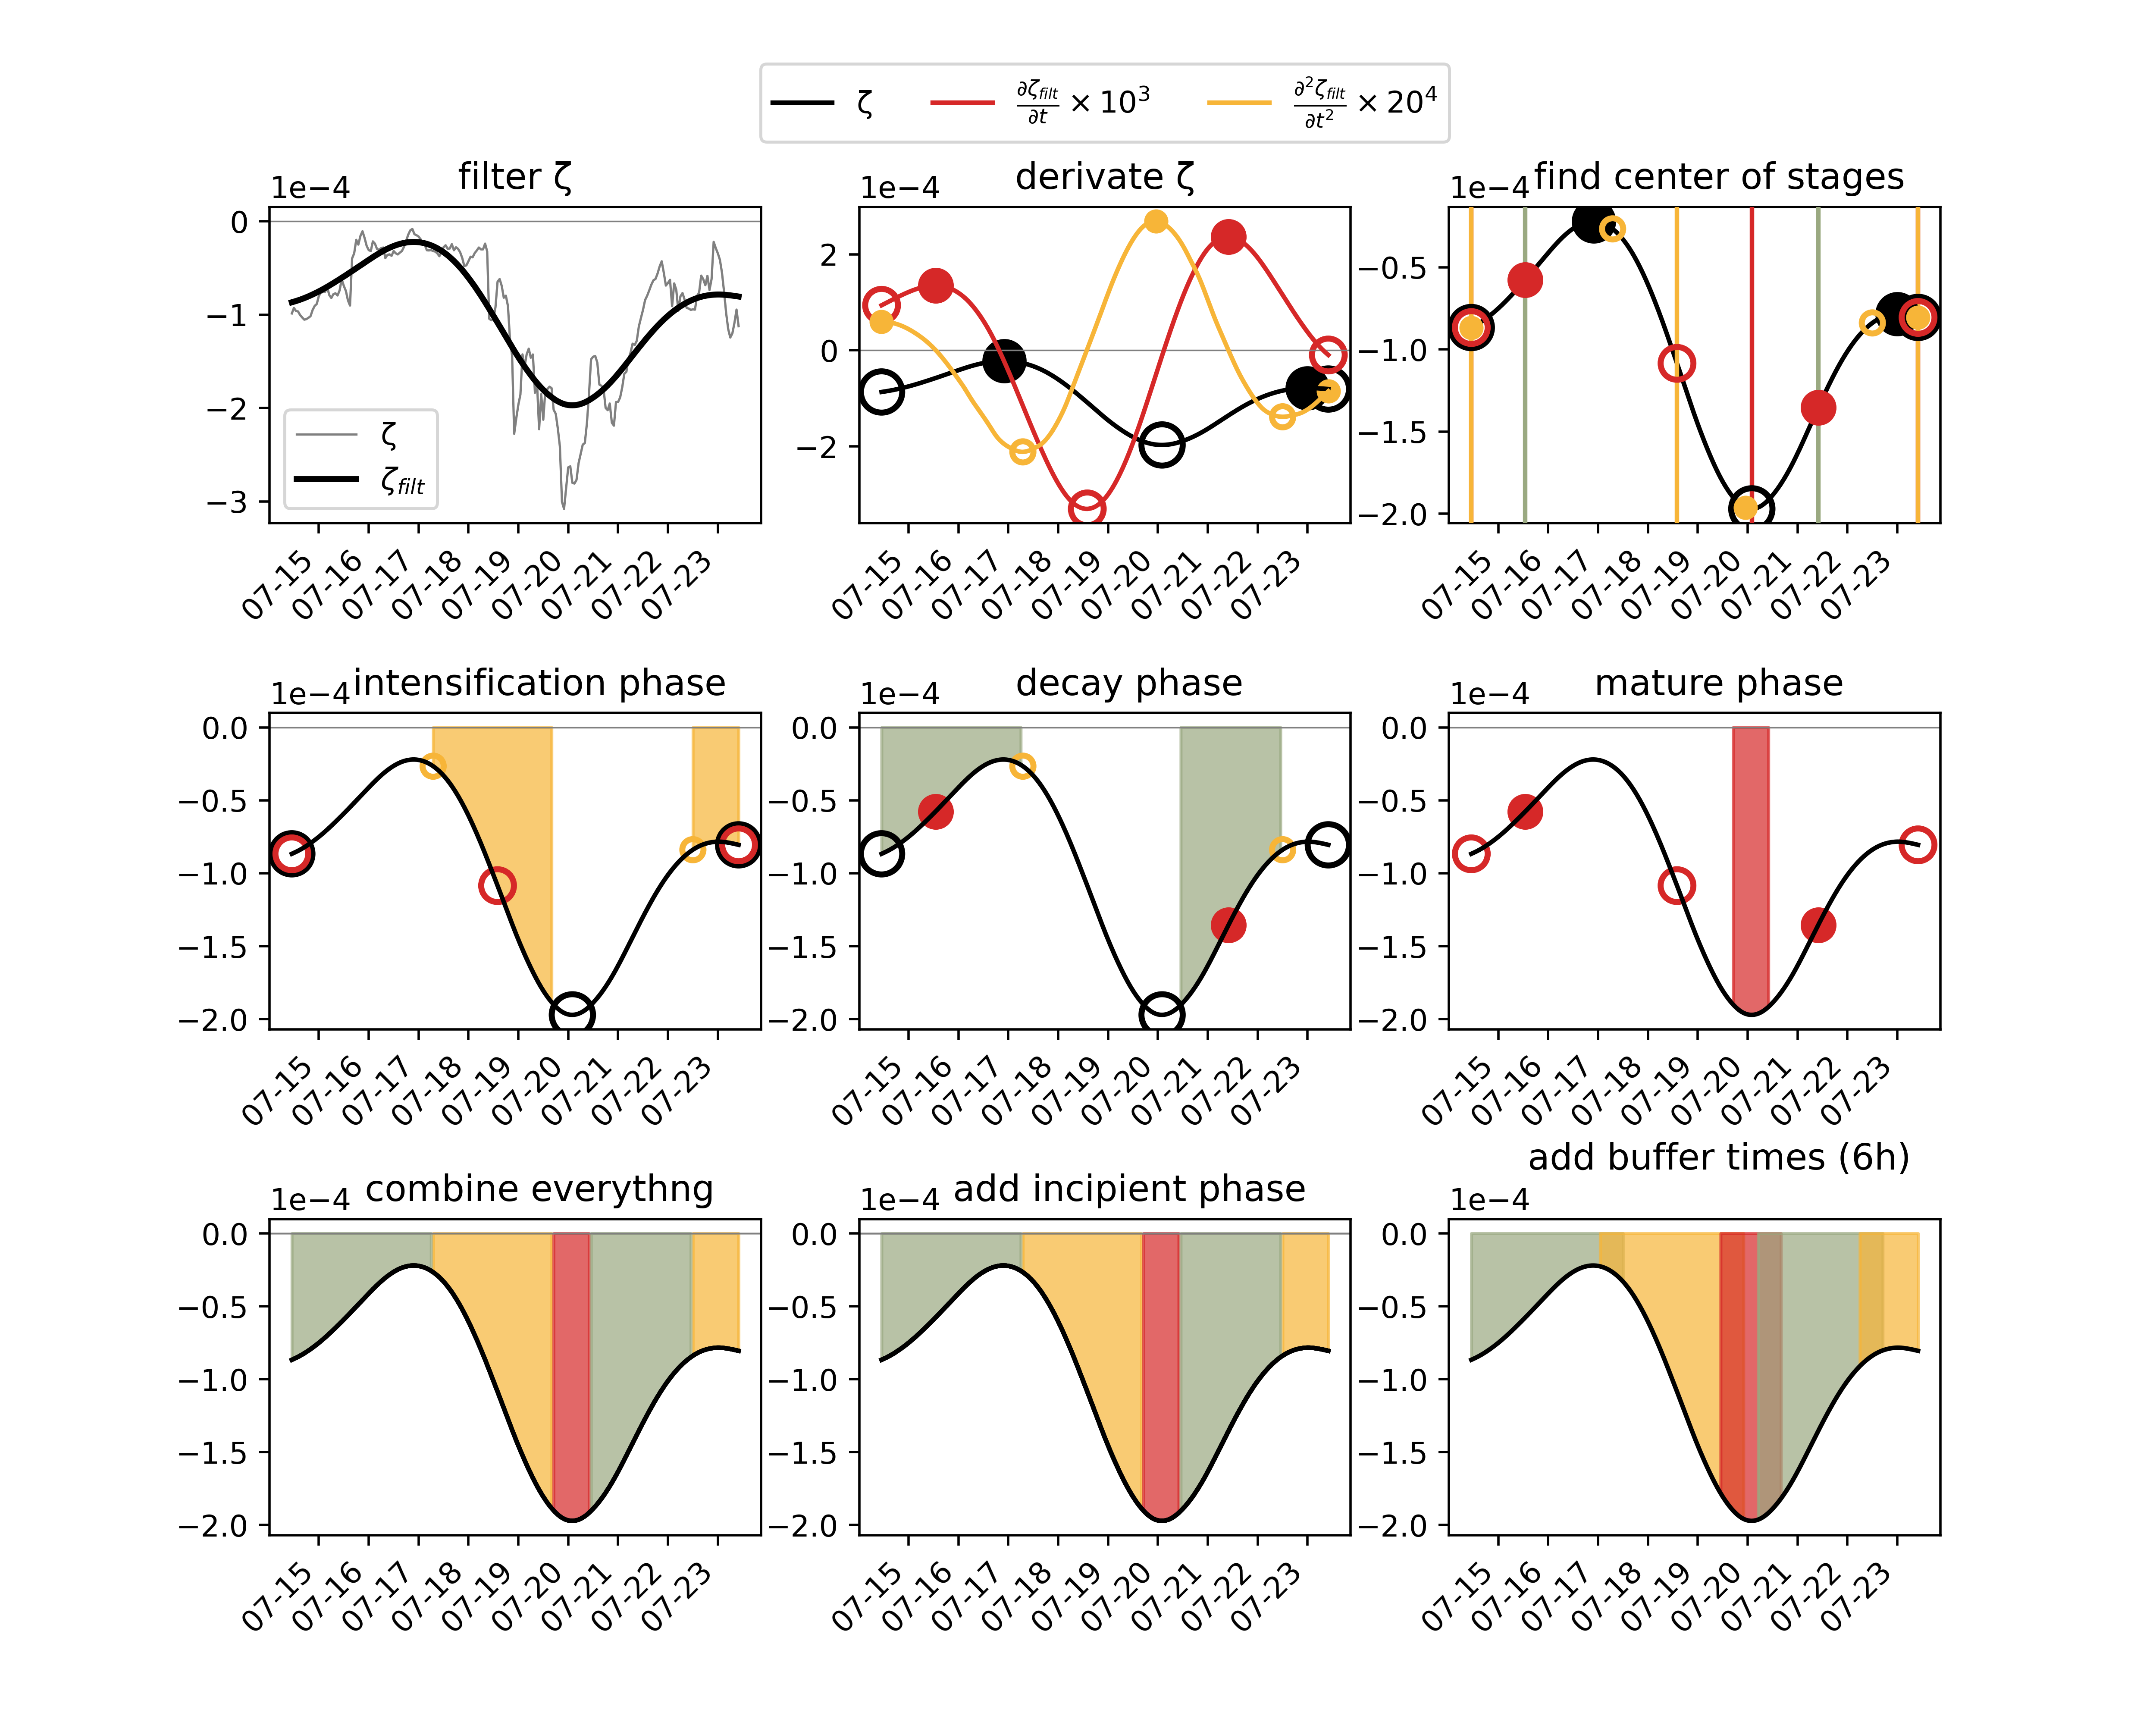 ζ ∂ζ_filt/∂t × 10³ ∂²ζ_filt/∂t² × 20⁴
filter ζ
1e−4
0
−1
−2
−3
ζ
ζ_filt
07-15 07-16 07-17 07-18 07-19 07-20 07-21 07-22 07-23
derivate ζ
1e−4
2
0
−2
07-15 07-16 07-17 07-18 07-19 07-20 07-21 07-22 07-23
find center of stages
1e−4
−0.5
−1.0
−1.5
−2.0
07-15 07-16 07-17 07-18 07-19 07-20 07-21 07-22 07-23
intensification phase
1e−4
0.0
−0.5
−1.0
−1.5
−2.0
07-15 07-16 07-17 07-18 07-19 07-20 07-21 07-22 07-23
decay phase
1e−4
0.0
−0.5
−1.0
−1.5
−2.0
07-15 07-16 07-17 07-18 07-19 07-20 07-21 07-22 07-23
mature phase
1e−4
0.0
−0.5
−1.0
−1.5
−2.0
07-15 07-16 07-17 07-18 07-19 07-20 07-21 07-22 07-23
combine everythng
1e−4
0.0
−0.5
−1.0
−1.5
−2.0
07-15 07-16 07-17 07-18 07-19 07-20 07-21 07-22 07-23
add incipient phase
1e−4
0.0
−0.5
−1.0
−1.5
−2.0
07-15 07-16 07-17 07-18 07-19 07-20 07-21 07-22 07-23
add buffer times (6h)
1e−4
0.0
−0.5
−1.0
−1.5
−2.0
07-15 07-16 07-17 07-18 07-19 07-20 07-21 07-22 07-23